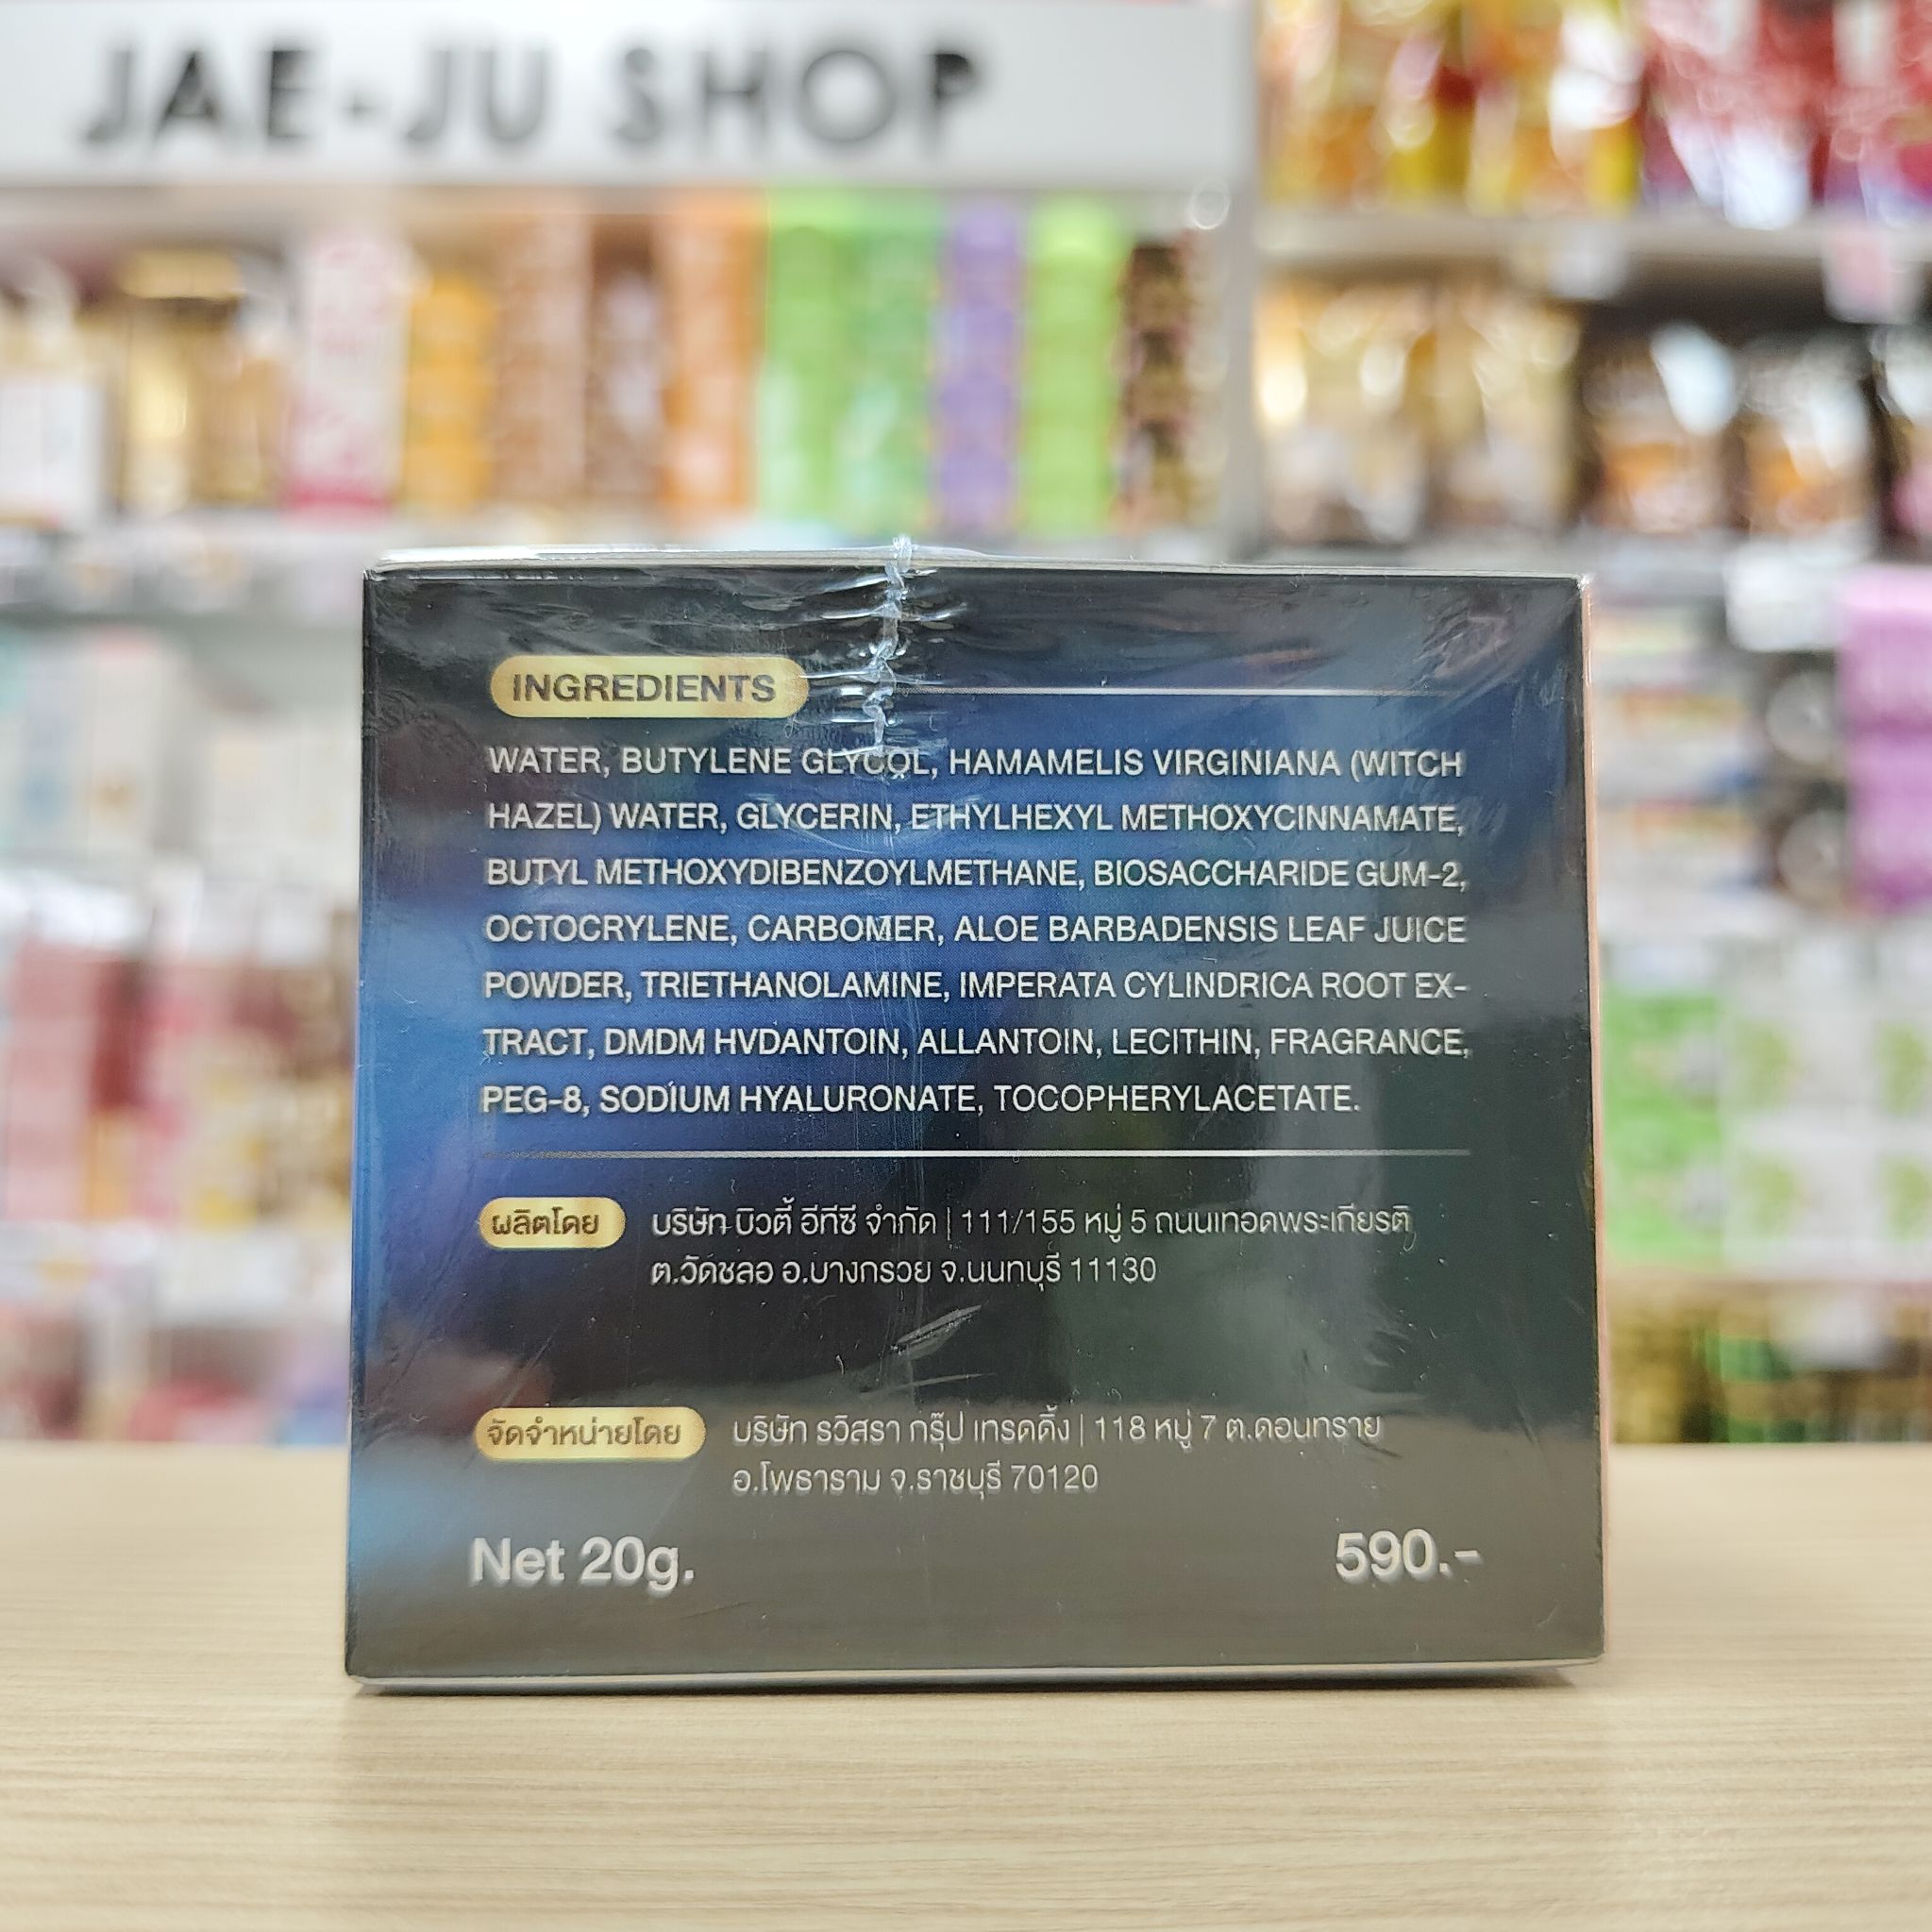 JAE-JU SHOP
INGREDIENTS
WATER, BUTYLENE GLYCOL, HAMAMELIS VIRGINIANA (WITCH
HAZEL) WATER, GLYCERIN, ETHYLHEXYL METHOXYCINNAMATE,
BUTYL METHOXYDIBENZOYLMETHANE, BIOSACCHARIDE GUM-2,
OCTOCRYLENE, CARBOMER, ALOE BARBADENSIS LEAF JUICE
POWDER, TRIETHANOLAMINE, IMPERATA CYLINDRICA ROOT EX-
TRACT, DMDM HVDANTOIN, ALLANTOIN, LECITHIN, FRAGRANCE,
PEG-8, SODIUM HYALURONATE, TOCOPHERYLACETATE.
ผลิตโดย บริษัท บิวตี้ อีทีซี จำกัด | 111/155 หมู่ 5 ถนนเทอดพระเกียรติ
ต.วัดชลอ อ.บางกรวย จ.นนทบุรี 11130
จัดจำหน่ายโดย บริษัท รวิสรา กรุ๊ป เทรดดิ้ง | 118 หมู่ 7 ต.ดอนทราย
อ.โพธาราม จ.ราชบุรี 70120
Net 20g. 590.-